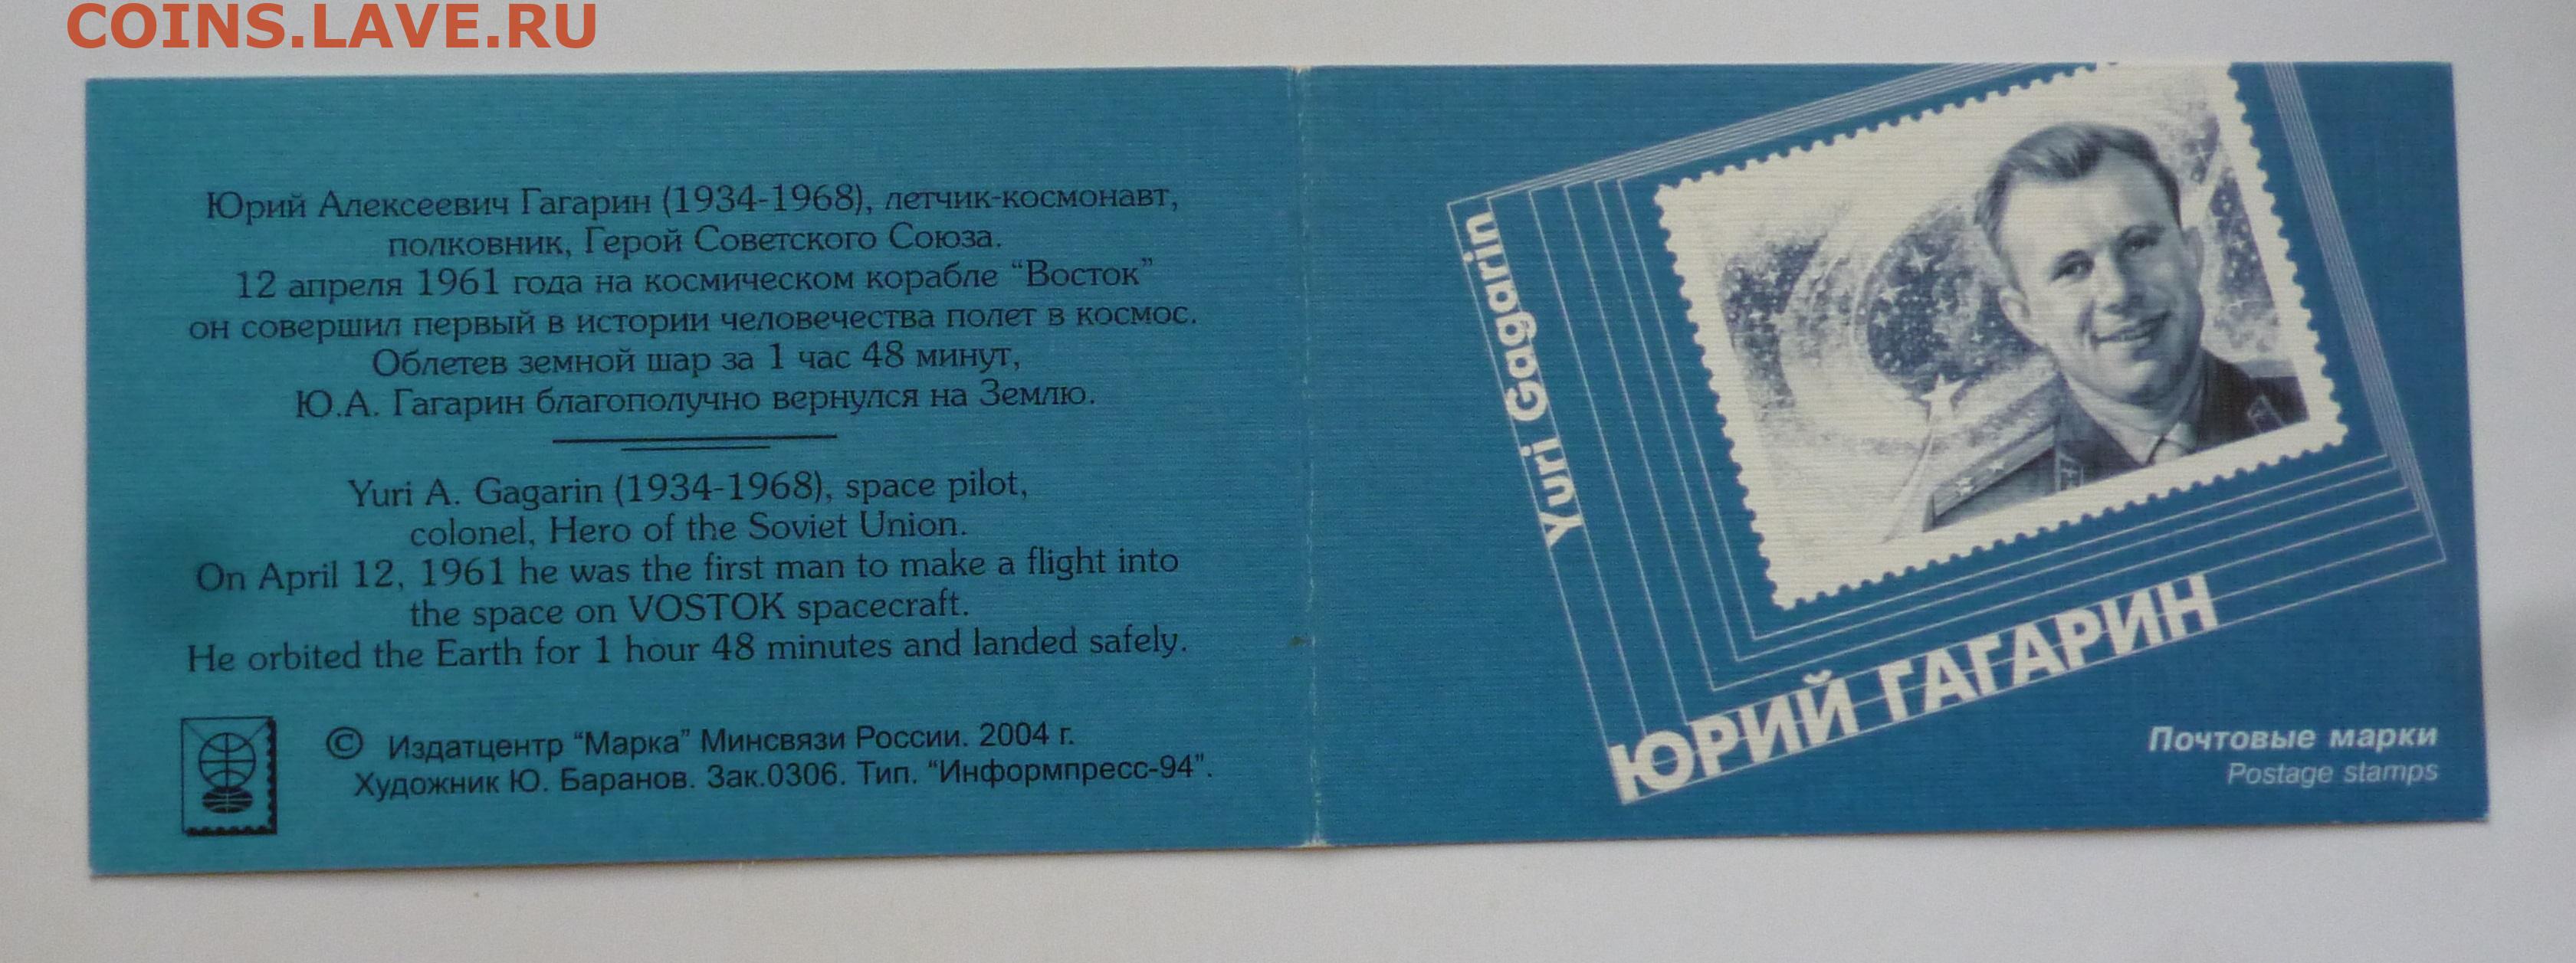 COINS.LAVE.RU
Юрий Алексеевич Гагарин (1934-1968), летчик-космонавт,
полковник, Герой Советского Союза.
12 апреля 1961 года на космическом корабле “Восток”
он совершил первый в истории человечества полет в космос.
Облетев земной шар за 1 час 48 минут,
Ю.А. Гагарин благополучно вернулся на Землю.
Yuri A. Gagarin (1934-1968), space pilot,
colonel, Hero of the Soviet Union.
On April 12, 1961 he was the first man to make a flight into
the space on VOSTOK spacecraft.
He orbited the Earth for 1 hour 48 minutes and landed safely.
© Издатцентр “Марка” Минсвязи России. 2004 г.
Художник Ю. Баранов. Зак.0306. Тип. “Информпресс-94”.
Yuri Gagarin
ЮРИЙ ГАГАРИН
Почтовые марки
Postage stamps